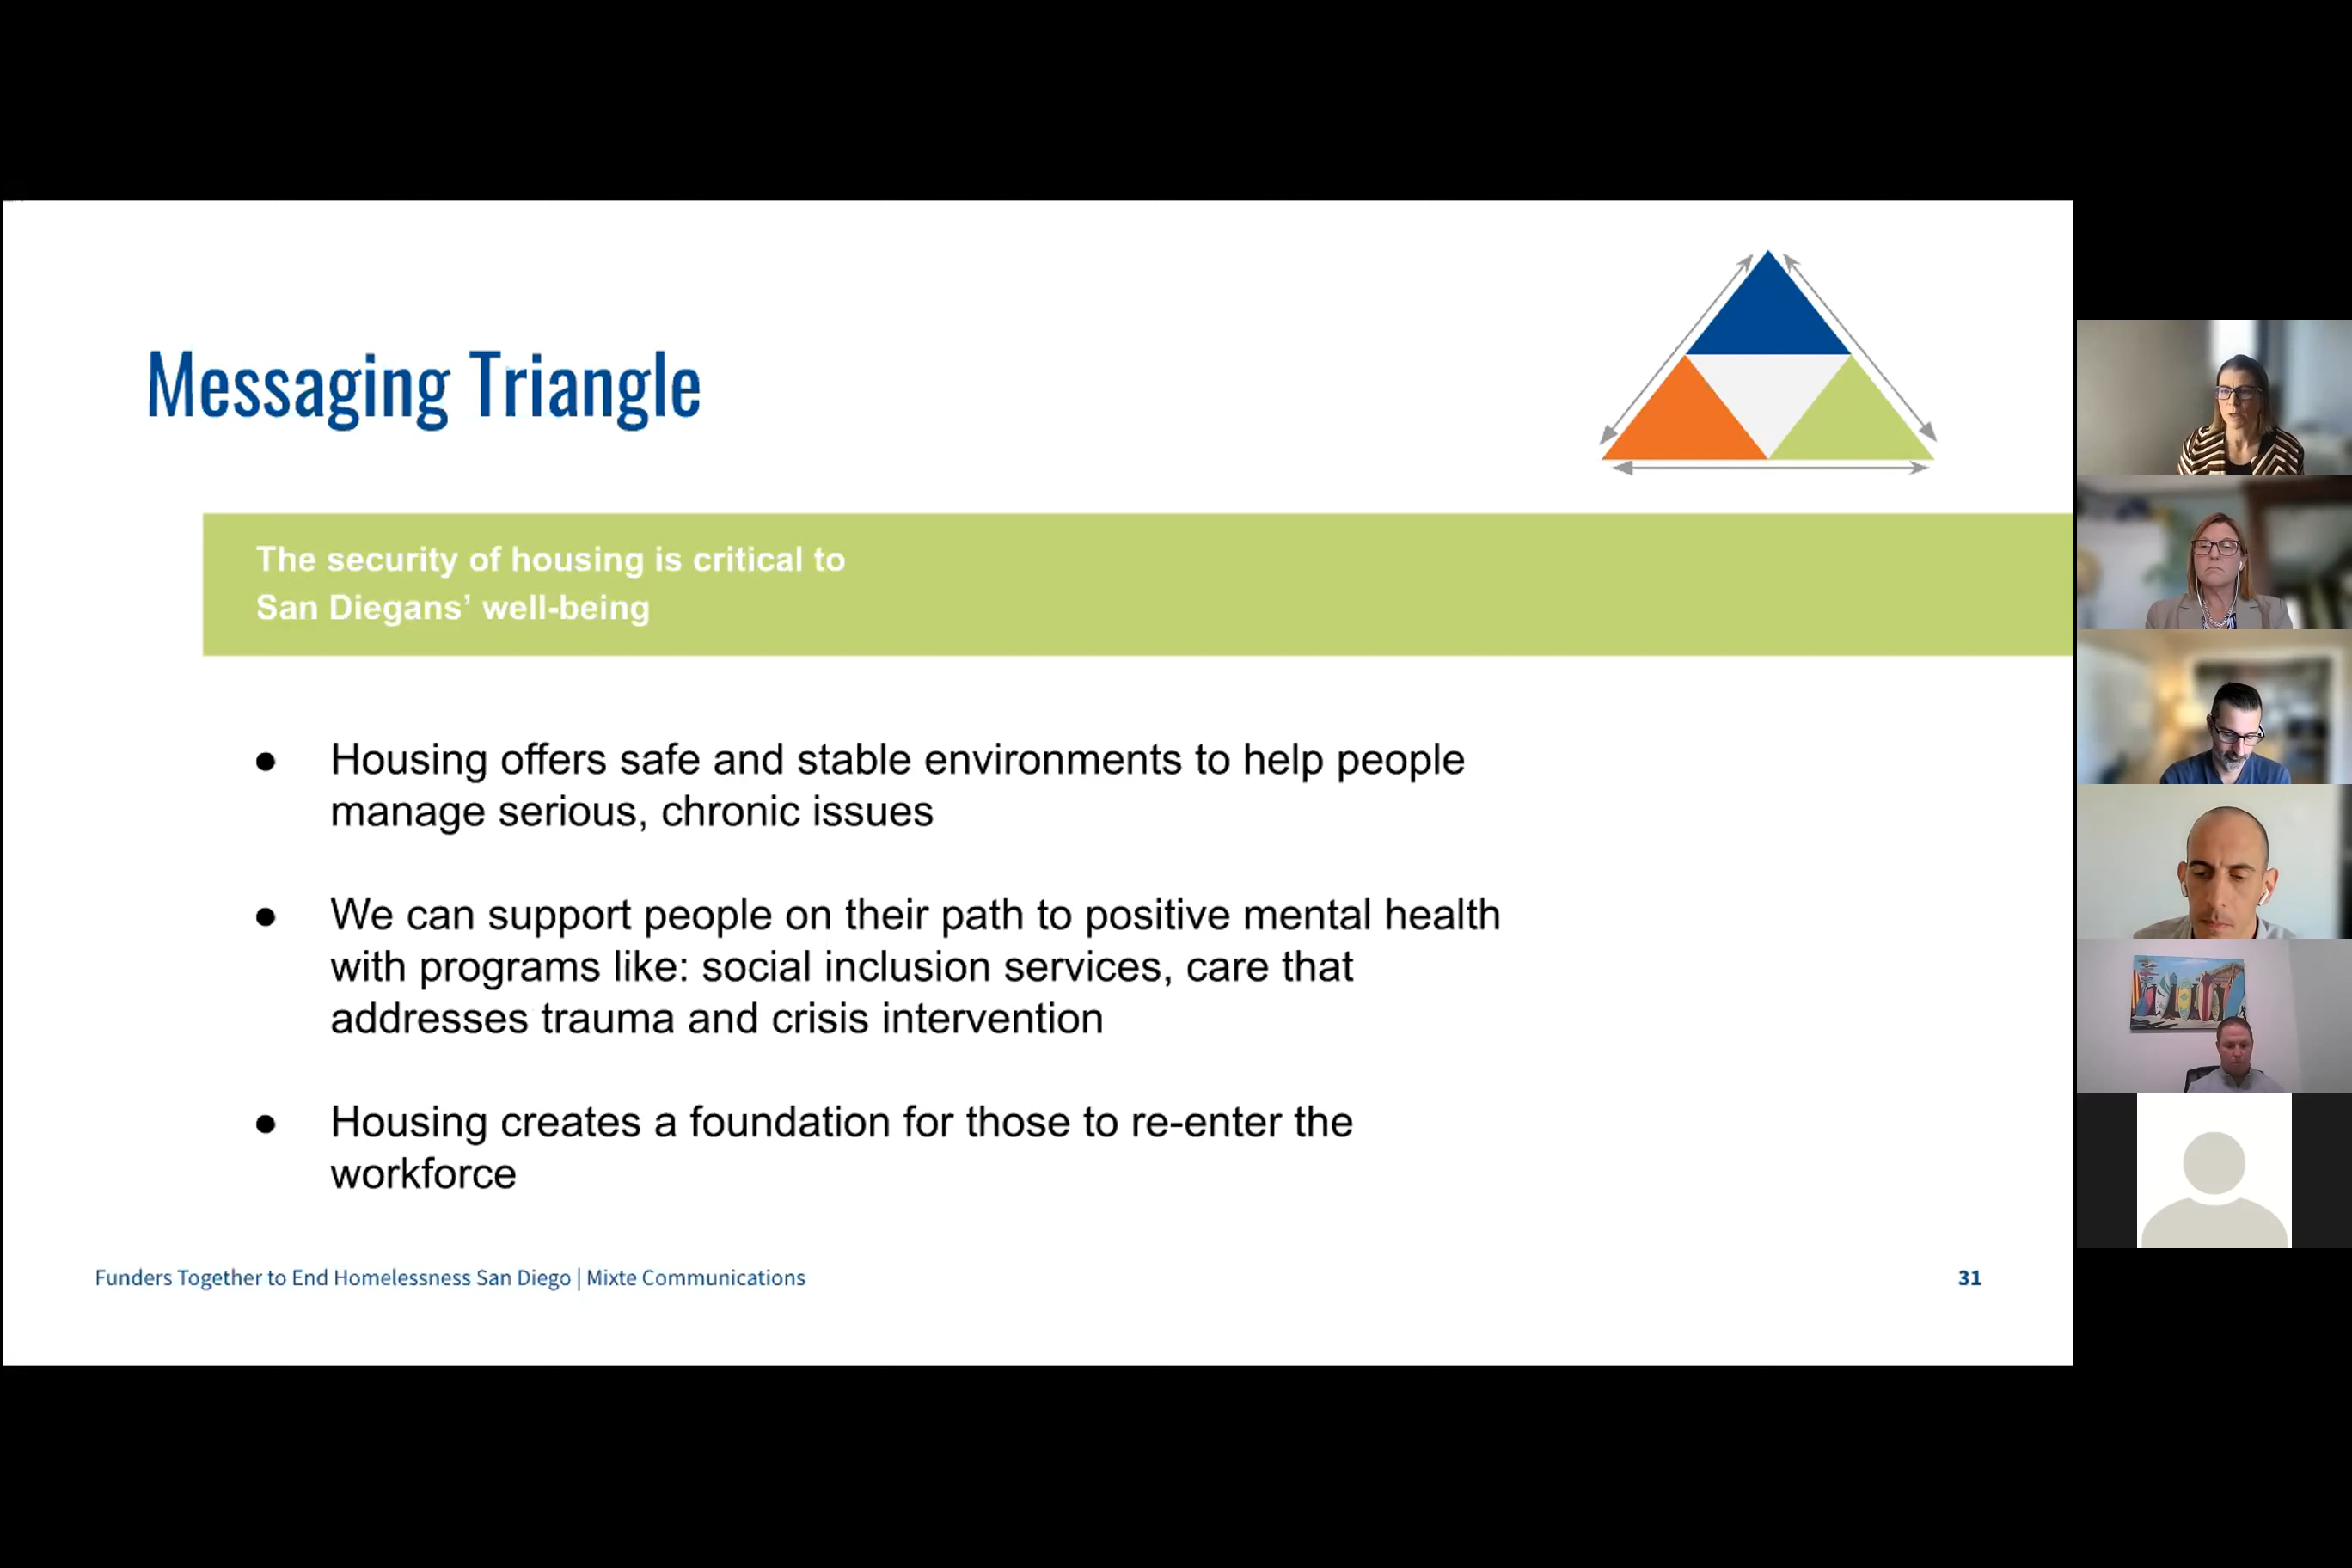 Messaging Triangle
The security of housing is critical to
San Diegans’ well-being
● Housing offers safe and stable environments to help people
manage serious, chronic issues
● We can support people on their path to positive mental health
with programs like: social inclusion services, care that
addresses trauma and crisis intervention
● Housing creates a foundation for those to re-enter the
workforce
Funders Together to End Homelessness San Diego | Mixte Communications
31